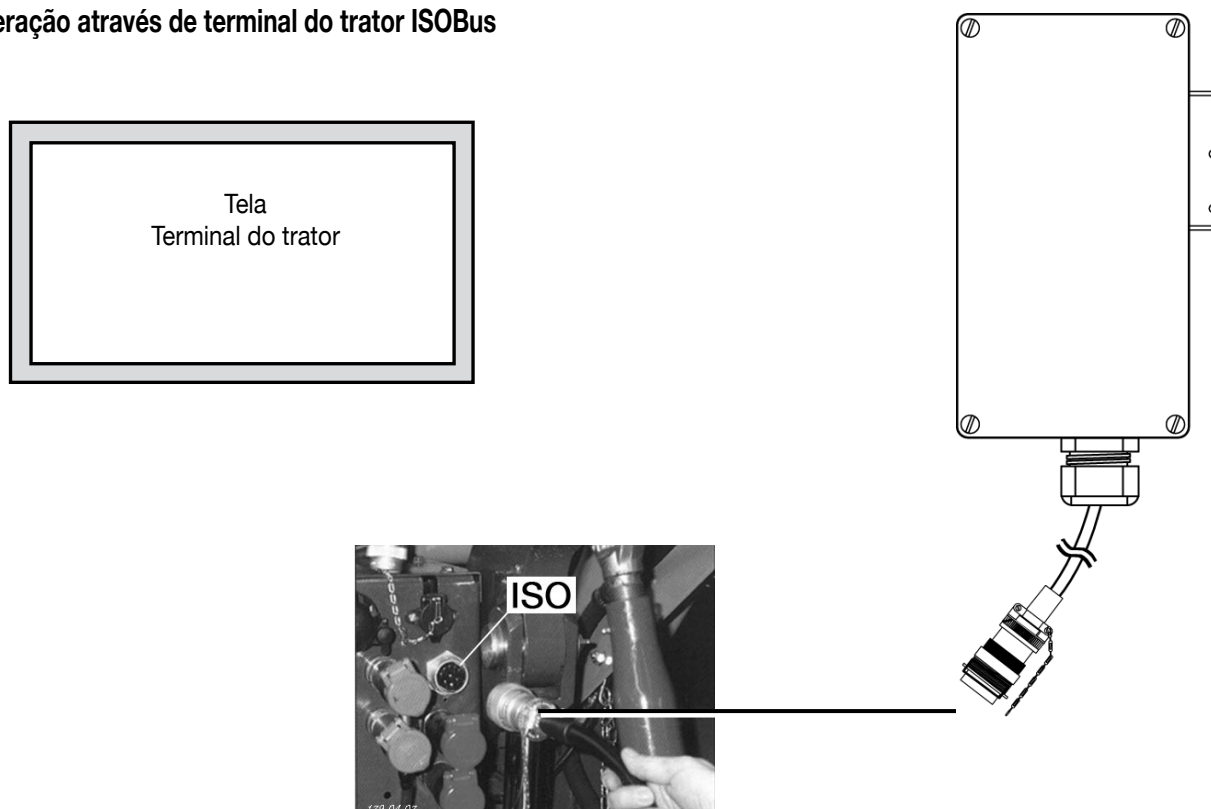 eração através de terminal do trator ISOBus
Tela
Terminal do trator
ISO